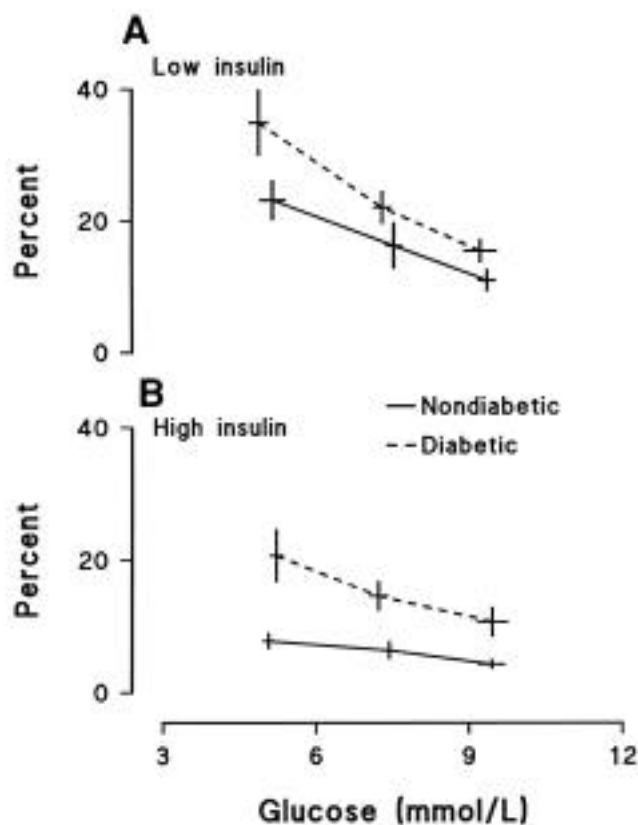 A
Low insulin
40
Percent
20
0
B
High insulin
Nondiabetic
Diabetic
40
Percent
20
0
3 6 9 12
Glucose (mmol/L)